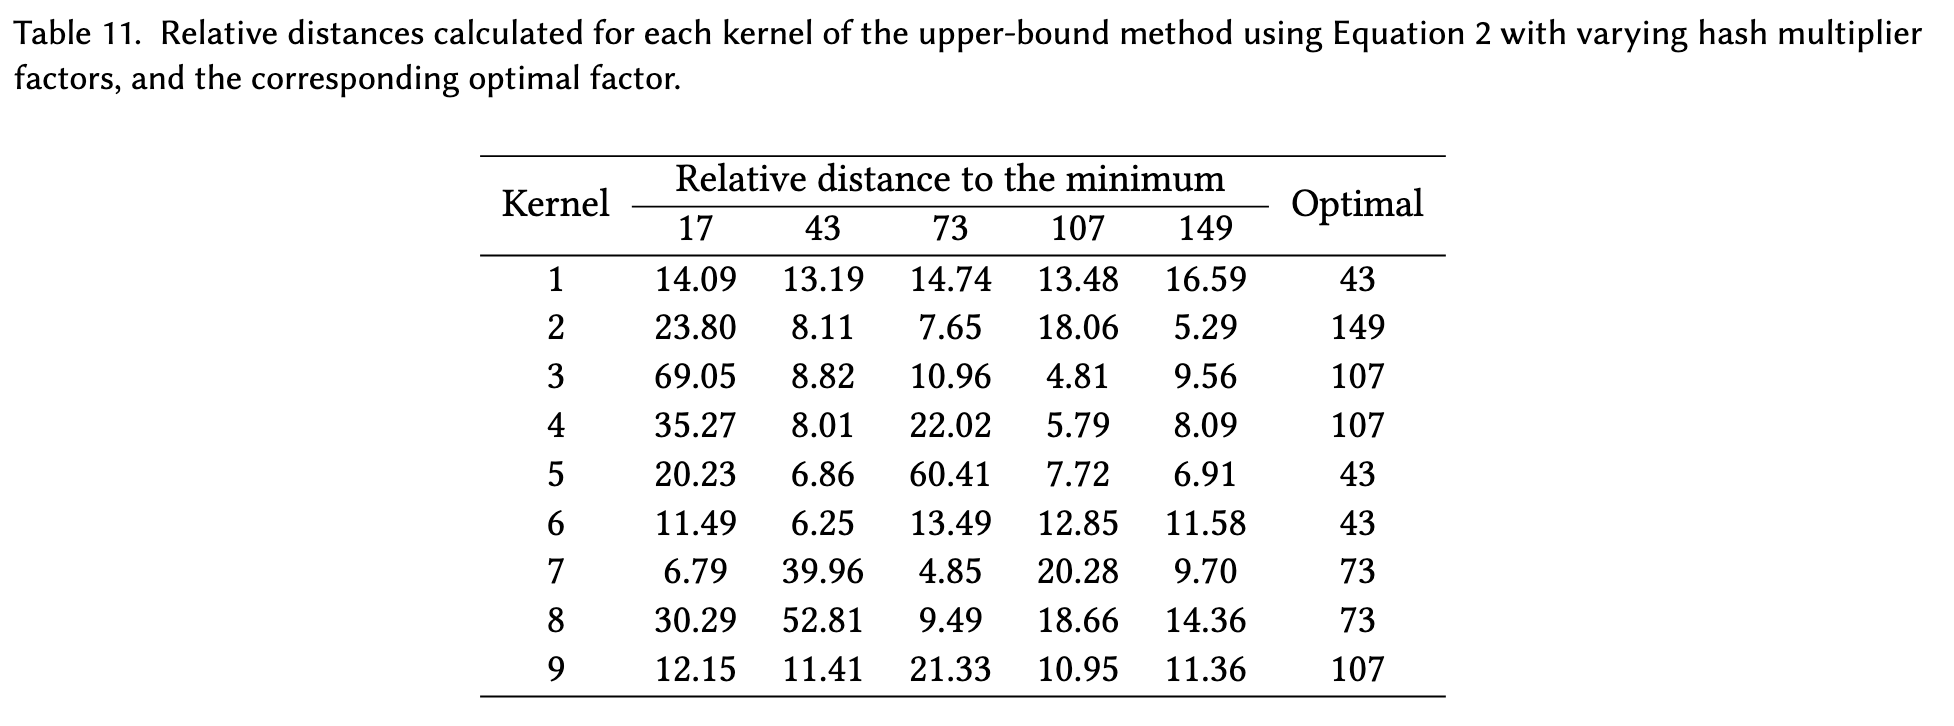 Table 11. Relative distances calculated for each kernel of the upper-bound method using Equation 2 with varying hash multiplier
factors, and the corresponding optimal factor.
Kernel Relative distance to the minimum Optimal
17 43 73 107 149
1 14.09 13.19 14.74 13.48 16.59 43
2 23.80 8.11 7.65 18.06 5.29 149
3 69.05 8.82 10.96 4.81 9.56 107
4 35.27 8.01 22.02 5.79 8.09 107
5 20.23 6.86 60.41 7.72 6.91 43
6 11.49 6.25 13.49 12.85 11.58 43
7 6.79 39.96 4.85 20.28 9.70 73
8 30.29 52.81 9.49 18.66 14.36 73
9 12.15 11.41 21.33 10.95 11.36 107